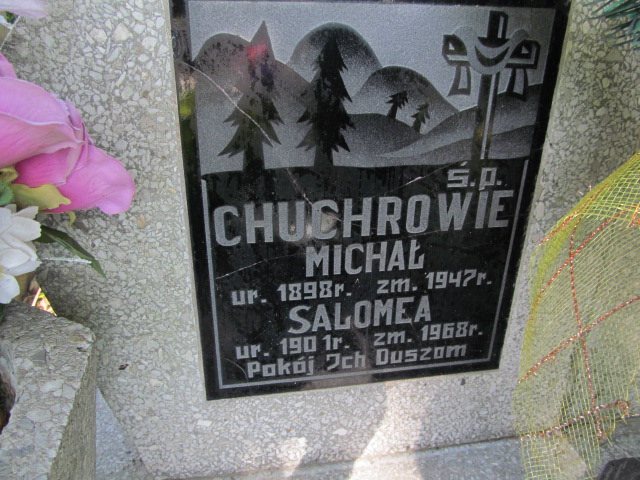 Ś.P.
CHUCHROWIE
MICHAŁ
ur. 1898r. zm. 1947r.
SALOMEA
ur. 1901r. zm. 1968r.
Pokój Ich Duszom